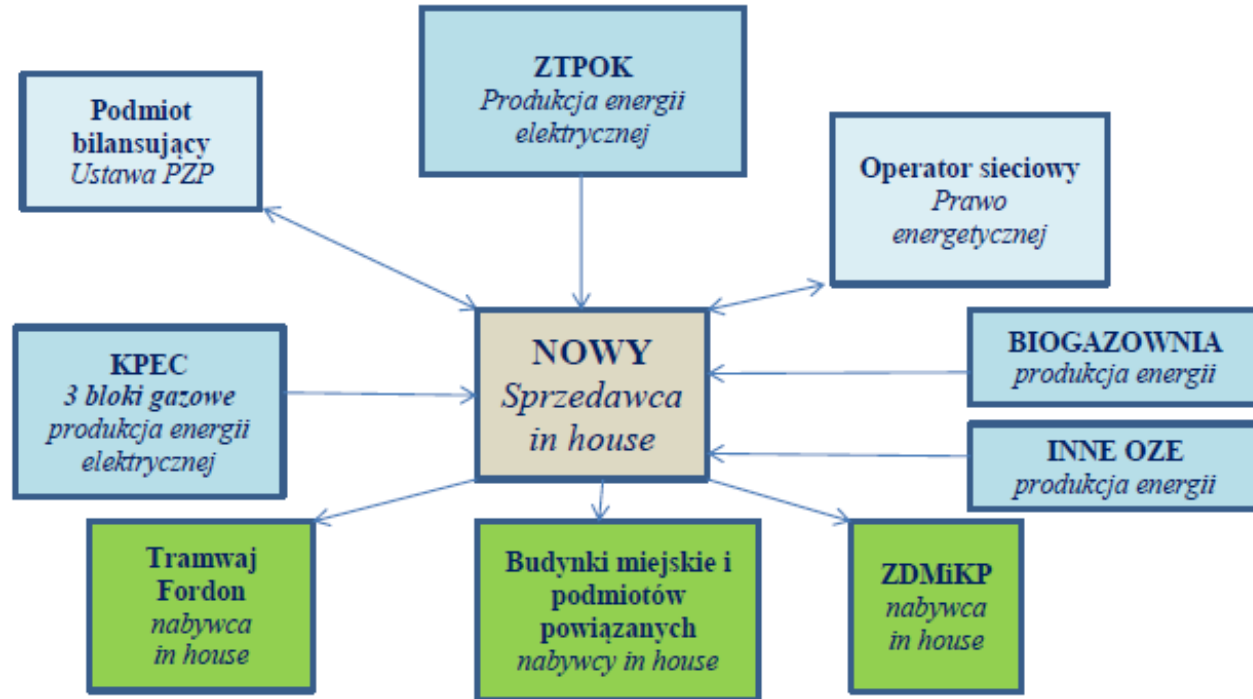 ZTPOK
Produkcja energii
elektrycznej
Podmiot
bilansujący
Ustawa PZP
Operator sieciowy
Prawo
energetycznej
KPEC
3 bloki gazowe
produkcja energii
elektrycznej
NOWY
Sprzedawca
in house
BIOGAZOWNIA
produkcja energii
INNE OZE
produkcja energii
Tramwaj
Fordon
nabywca
in house
Budynki miejskie i
podmiotów
powiązanych
nabywcy in house
ZDMiKP
nabywca
in house